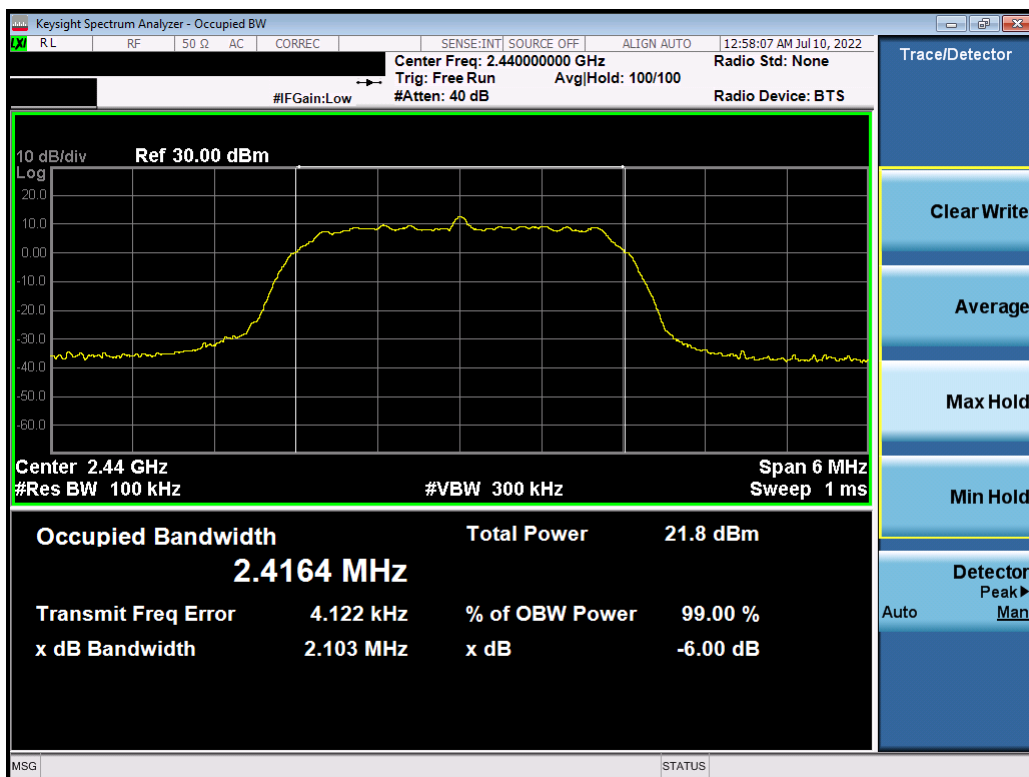 Keysight Spectrum Analyzer - Occupied BW
LXI RL RF 50 Ω AC CORREC SENSE:INT SOURCE OFF ALIGN AUTO 12:58:07 AM Jul 10, 2022
Center Freq: 2.440000000 GHz Radio Std: None
Trig: Free Run Avg|Hold: 100/100
#IFGain:Low #Atten: 40 dB Radio Device: BTS
10 dB/div Ref 30.00 dBm
Log
20.0
10.0
0.00
-10.0
-20.0
-30.0
-40.0
-50.0
-60.0
Center 2.44 GHz Span 6 MHz
#Res BW 100 kHz #VBW 300 kHz Sweep 1 ms
Occupied Bandwidth Total Power 21.8 dBm
2.4164 MHz
Transmit Freq Error 4.122 kHz % of OBW Power 99.00 %
x dB Bandwidth 2.103 MHz x dB -6.00 dB
MSG STATUS
Trace/Detector
Clear Write
Average
Max Hold
Min Hold
Detector
Peak▶
Auto Man